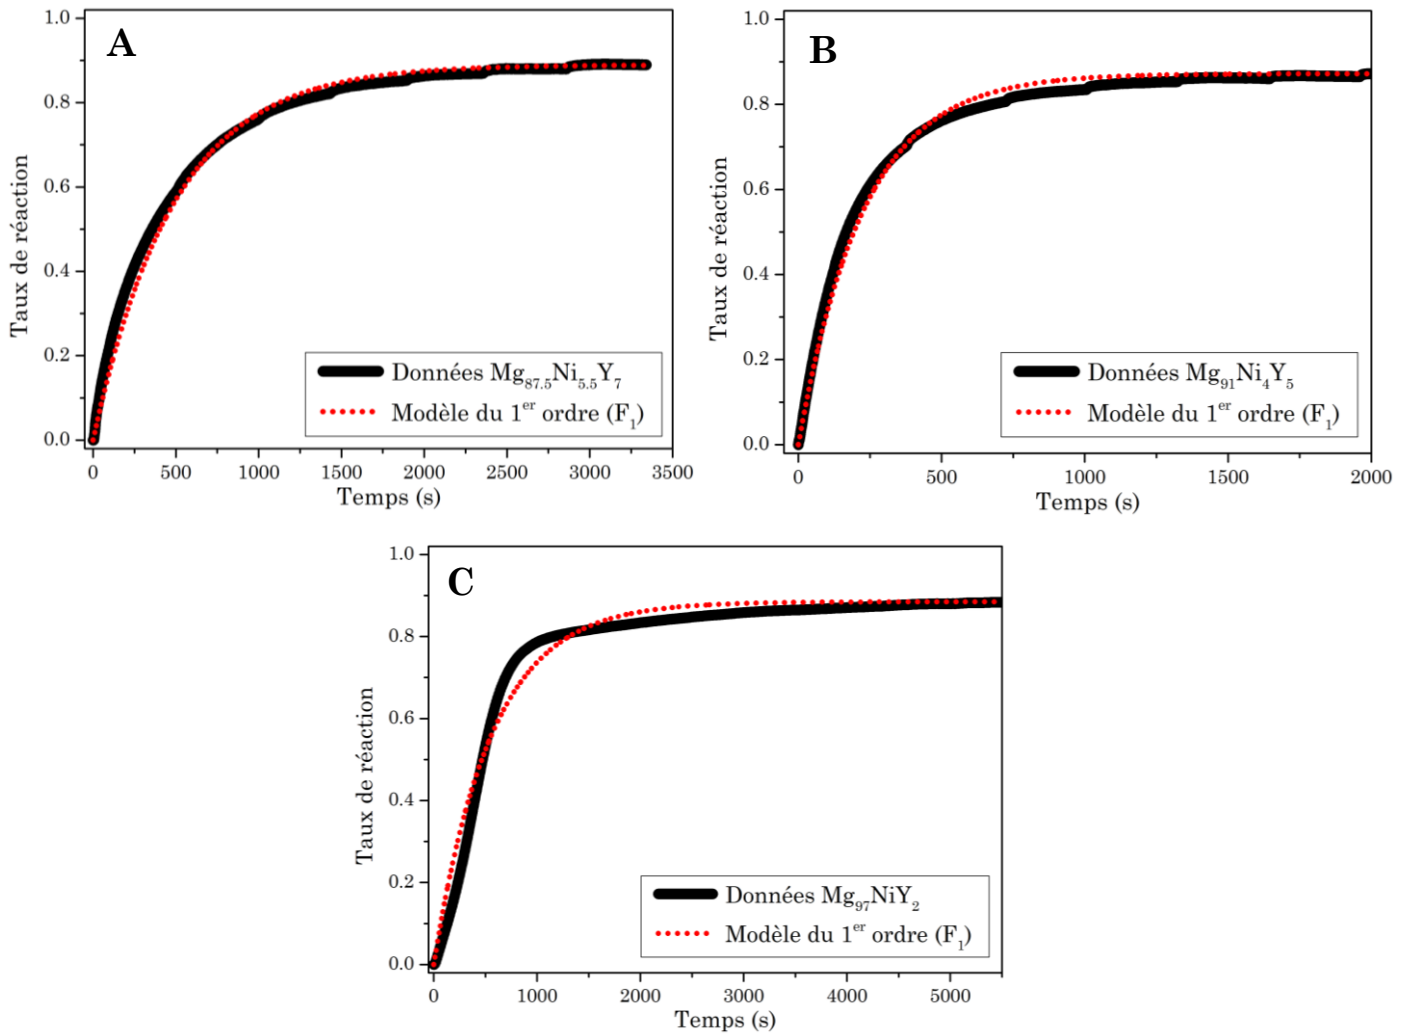 A
1.0
0.8
0.6
0.4
0.2
0.0
Taux de réaction
Données Mg87.5Ni5.5Y7
Modèle du 1er ordre (F1)
0 500 1000 1500 2000 2500 3000 3500
Temps (s)
B
1.0
0.8
0.6
0.4
0.2
0.0
Taux de réaction
Données Mg91Ni4Y5
Modèle du 1er ordre (F1)
0 500 1000 1500 2000
Temps (s)
C
1.0
0.8
0.6
0.4
0.2
0.0
Taux de réaction
Données Mg97NiY2
Modèle du 1er ordre (F1)
0 1000 2000 3000 4000 5000
Temps (s)